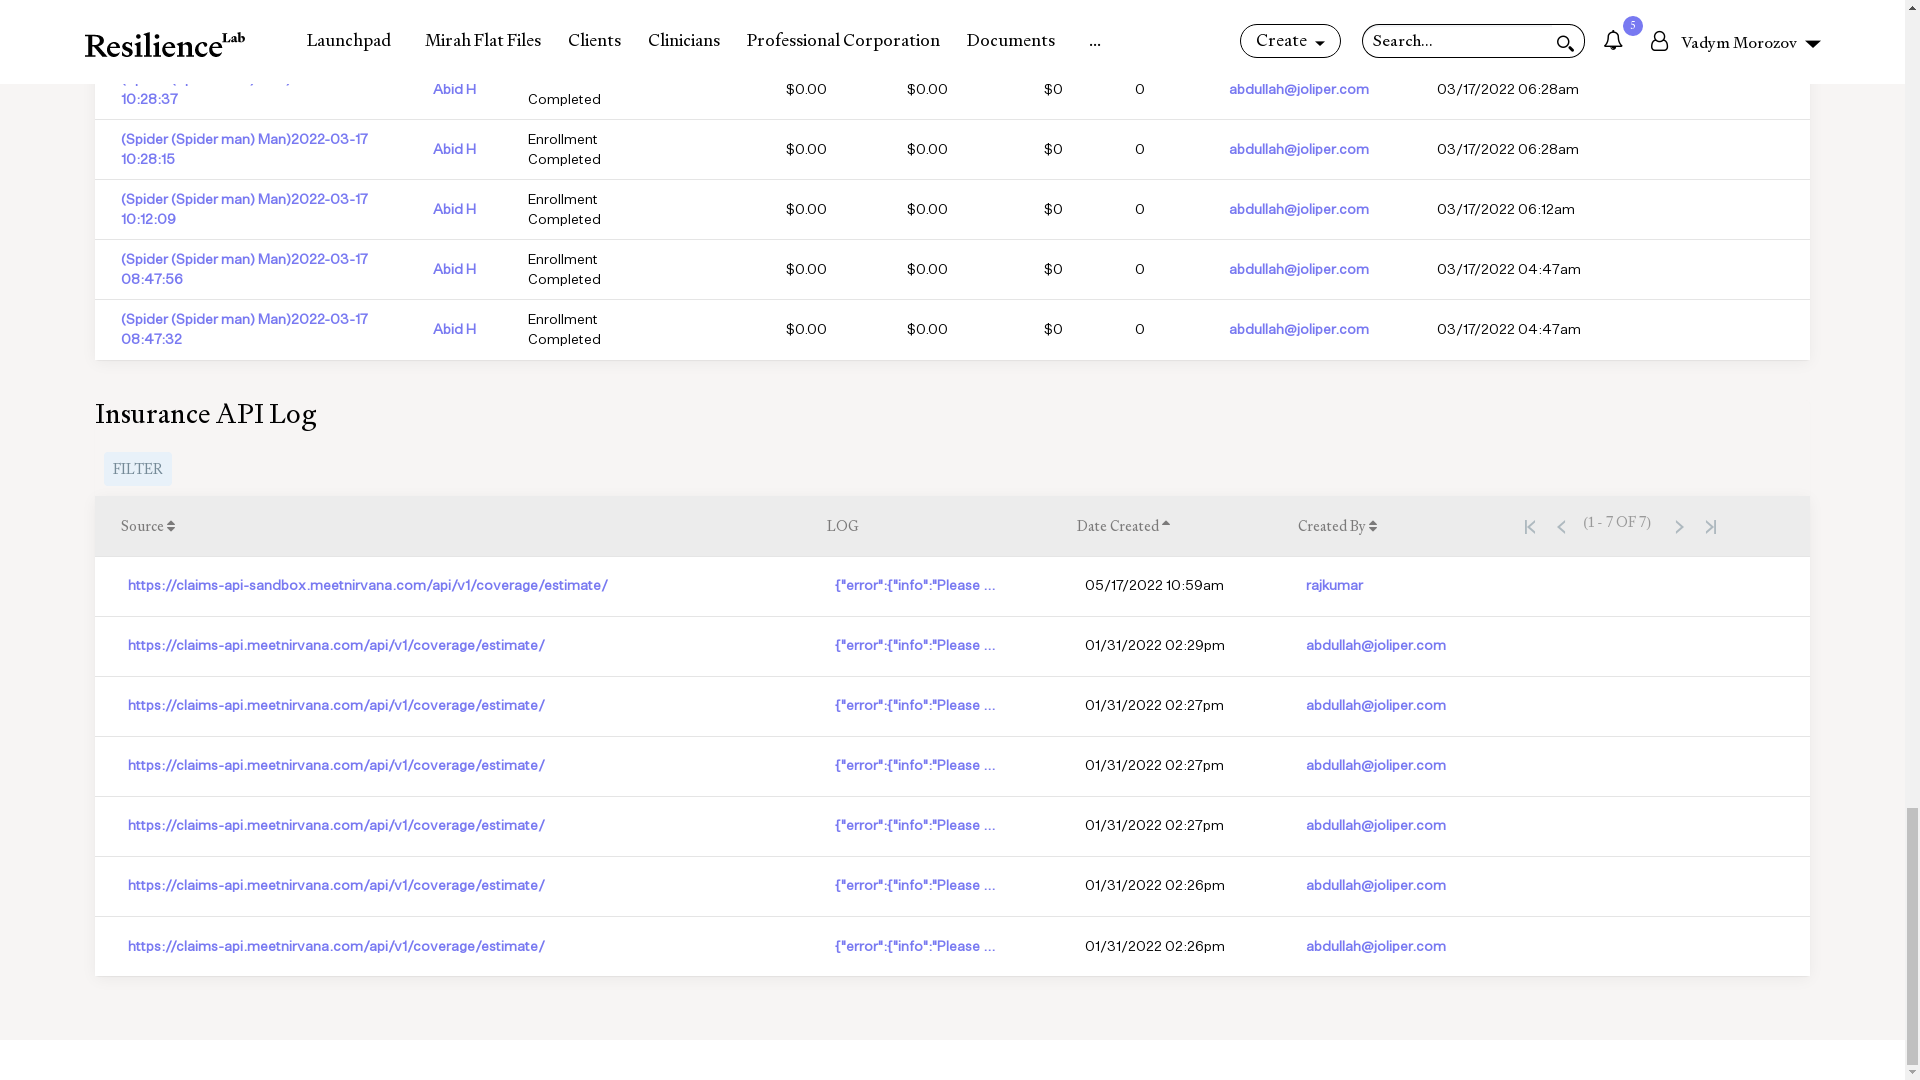 Resilience Lab Launchpad Mirah Flat Files Clients Clinicians Professional Corporation Documents ... Create Search... 5 Vadym Morozov
10:28:37 Abid H Completed $0.00 $0.00 $0 0 abdullah@joliper.com 03/17/2022 06:28am
(Spider (Spider man) Man)2022-03-17 Enrollment
10:28:15 Abid H Completed $0.00 $0.00 $0 0 abdullah@joliper.com 03/17/2022 06:28am
(Spider (Spider man) Man)2022-03-17 Enrollment
10:12:09 Abid H Completed $0.00 $0.00 $0 0 abdullah@joliper.com 03/17/2022 06:12am
(Spider (Spider man) Man)2022-03-17 Enrollment
08:47:56 Abid H Completed $0.00 $0.00 $0 0 abdullah@joliper.com 03/17/2022 04:47am
(Spider (Spider man) Man)2022-03-17 Enrollment
08:47:32 Abid H Completed $0.00 $0.00 $0 0 abdullah@joliper.com 03/17/2022 04:47am
Insurance API Log
FILTER
Source LOG Date Created Created By (1 - 7 OF 7)
https://claims-api-sandbox.meetnirvana.com/api/v1/coverage/estimate/ {"error":{"info":"Please ... 05/17/2022 10:59am rajkumar
https://claims-api.meetnirvana.com/api/v1/coverage/estimate/ {"error":{"info":"Please ... 01/31/2022 02:29pm abdullah@joliper.com
https://claims-api.meetnirvana.com/api/v1/coverage/estimate/ {"error":{"info":"Please ... 01/31/2022 02:27pm abdullah@joliper.com
https://claims-api.meetnirvana.com/api/v1/coverage/estimate/ {"error":{"info":"Please ... 01/31/2022 02:27pm abdullah@joliper.com
https://claims-api.meetnirvana.com/api/v1/coverage/estimate/ {"error":{"info":"Please ... 01/31/2022 02:27pm abdullah@joliper.com
https://claims-api.meetnirvana.com/api/v1/coverage/estimate/ {"error":{"info":"Please ... 01/31/2022 02:26pm abdullah@joliper.com
https://claims-api.meetnirvana.com/api/v1/coverage/estimate/ {"error":{"info":"Please ... 01/31/2022 02:26pm abdullah@joliper.com